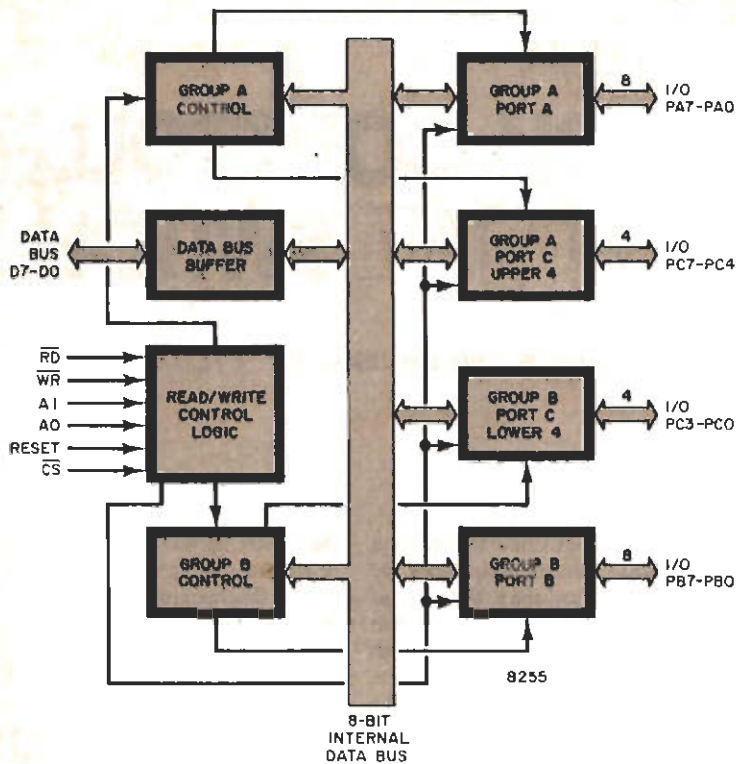 GROUP A
CONTROL
GROUP A
PORT A
8
I/O
PA7-PA0
DATA
BUS
D7-D0
DATA BUS
BUFFER
GROUP A
PORT C
UPPER 4
4
I/O
PC7-PC4
RD
WR
A1
A0
RESET
CS
READ/WRITE
CONTROL
LOGIC
GROUP B
PORT C
LOWER 4
4
I/O
PC3-PC0
GROUP B
CONTROL
GROUP B
PORT B
8
I/O
PB7-PB0
8255
8-BIT
INTERNAL
DATA BUS